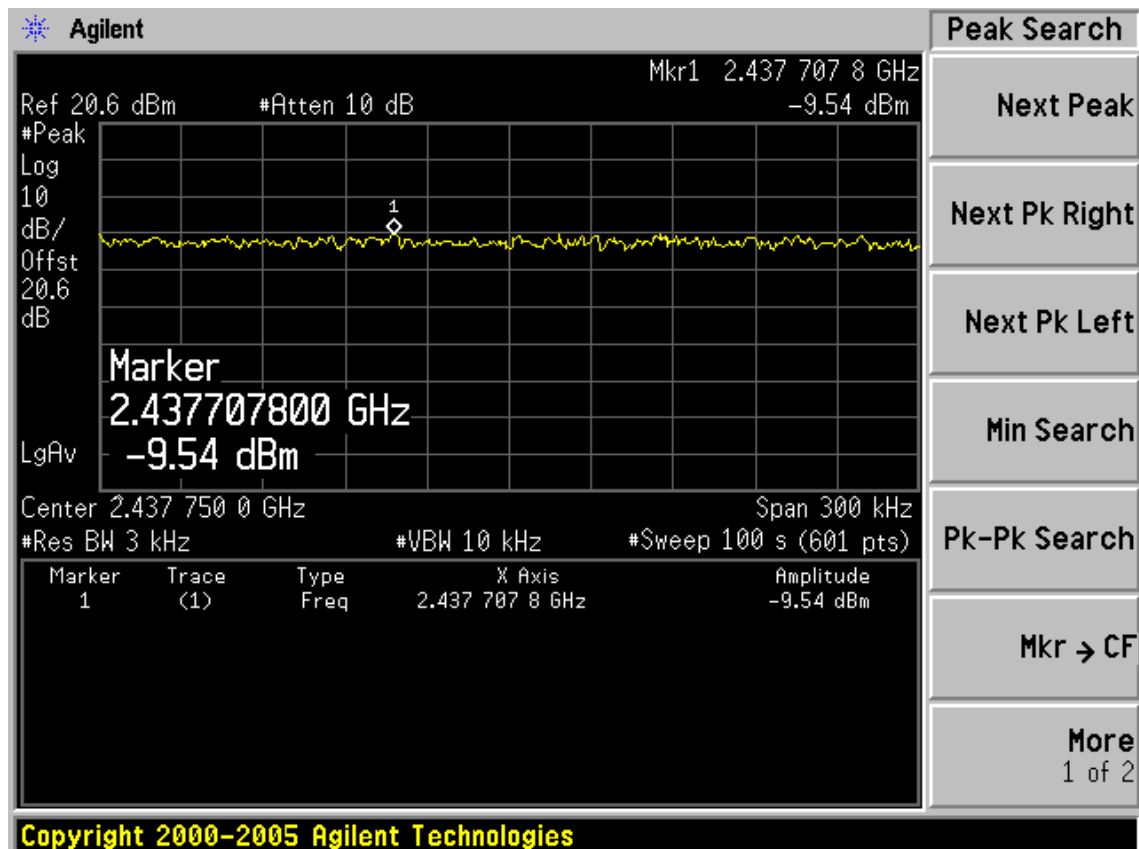 Agilent
Peak Search
Mkr1 2.437 707 8 GHz
Ref 20.6 dBm #Atten 10 dB -9.54 dBm
#Peak
Log
10
dB/
Offst
20.6
dB
1
Marker
2.437707800 GHz
-9.54 dBm
LgAv
Center 2.437 750 0 GHz Span 300 kHz
#Res BW 3 kHz #VBW 10 kHz #Sweep 100 s (601 pts)
Marker Trace Type X Axis Amplitude
1 (1) Freq 2.437 707 8 GHz -9.54 dBm
Next Peak
Next Pk Right
Next Pk Left
Min Search
Pk-Pk Search
Mkr → CF
More
1 of 2
Copyright 2000-2005 Agilent Technologies